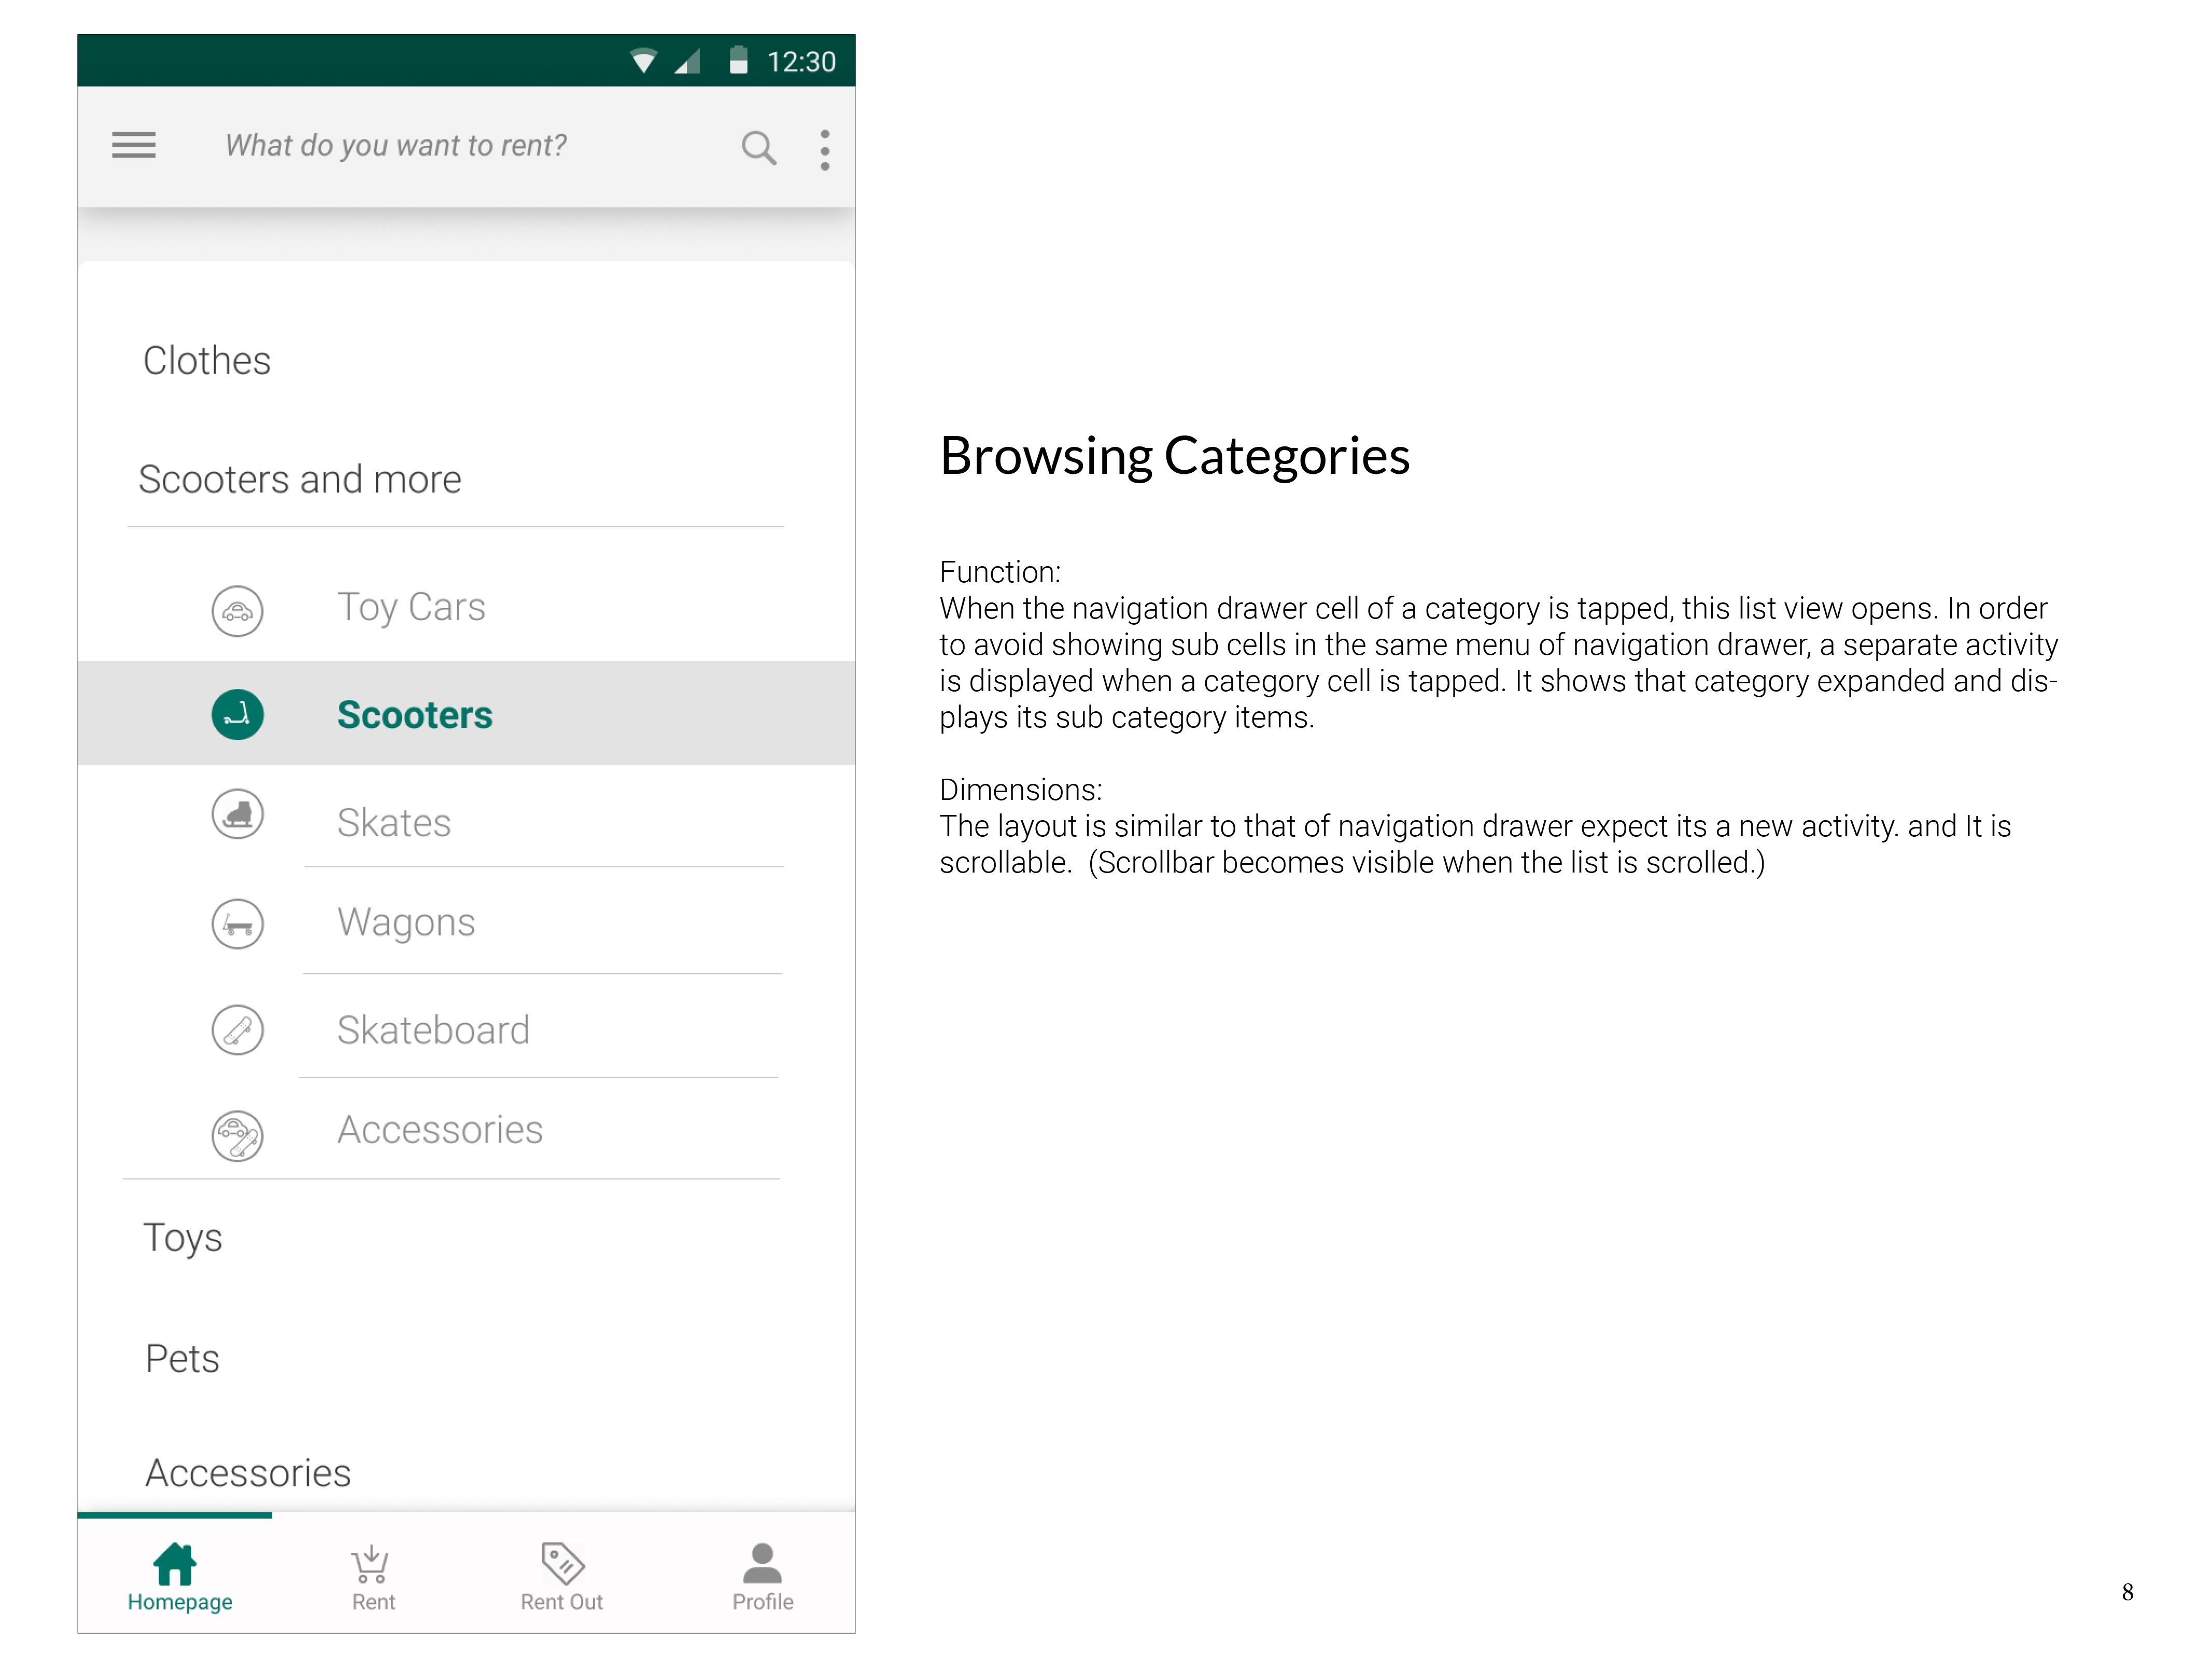 12:30
What do you want to rent?
Clothes
Scooters and more
Toy Cars
Scooters
Skates
Wagons
Skateboard
Accessories
Toys
Pets
Accessories
Homepage
Rent
Rent Out
Profile
Browsing Categories
Function:
When the navigation drawer cell of a category is tapped, this list view opens. In order
to avoid showing sub cells in the same menu of navigation drawer, a separate activity
is displayed when a category cell is tapped. It shows that category expanded and dis-
plays its sub category items.
Dimensions:
The layout is similar to that of navigation drawer expect its a new activity. and It is
scrollable.  (Scrollbar becomes visible when the list is scrolled.)
8